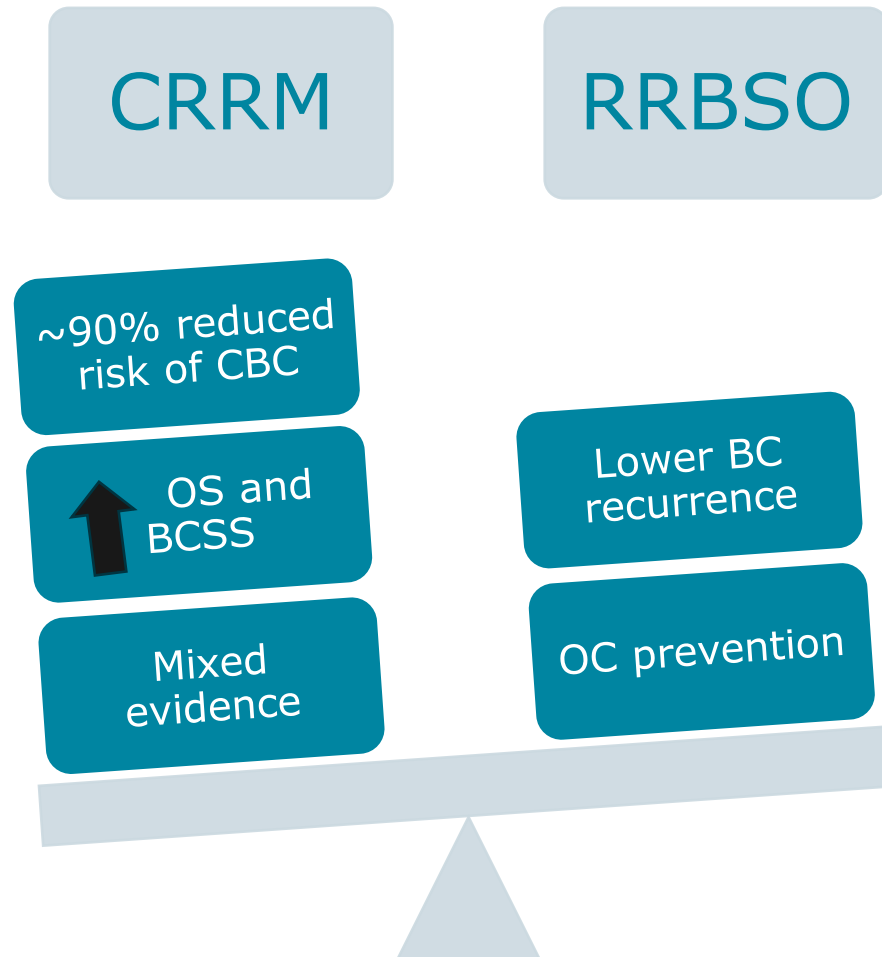 CRRM
RRBSO
~90% reduced
risk of CBC
OS and
BCSS
Mixed
evidence
Lower BC
recurrence
OC prevention